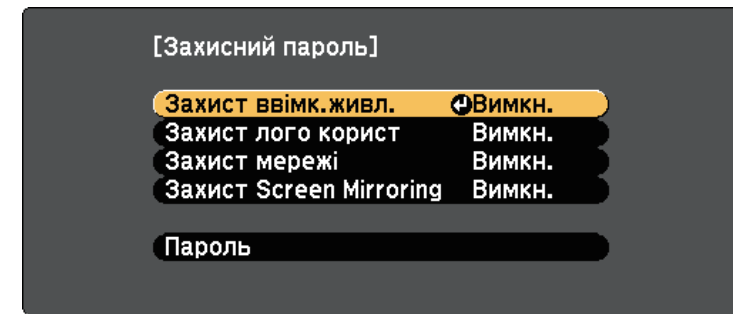 [Захисний пароль]
Захист ввімк.живл. Вимкн.
Захист лого корист Вимкн.
Захист мережі Вимкн.
Захист Screen Mirroring Вимкн.
Пароль